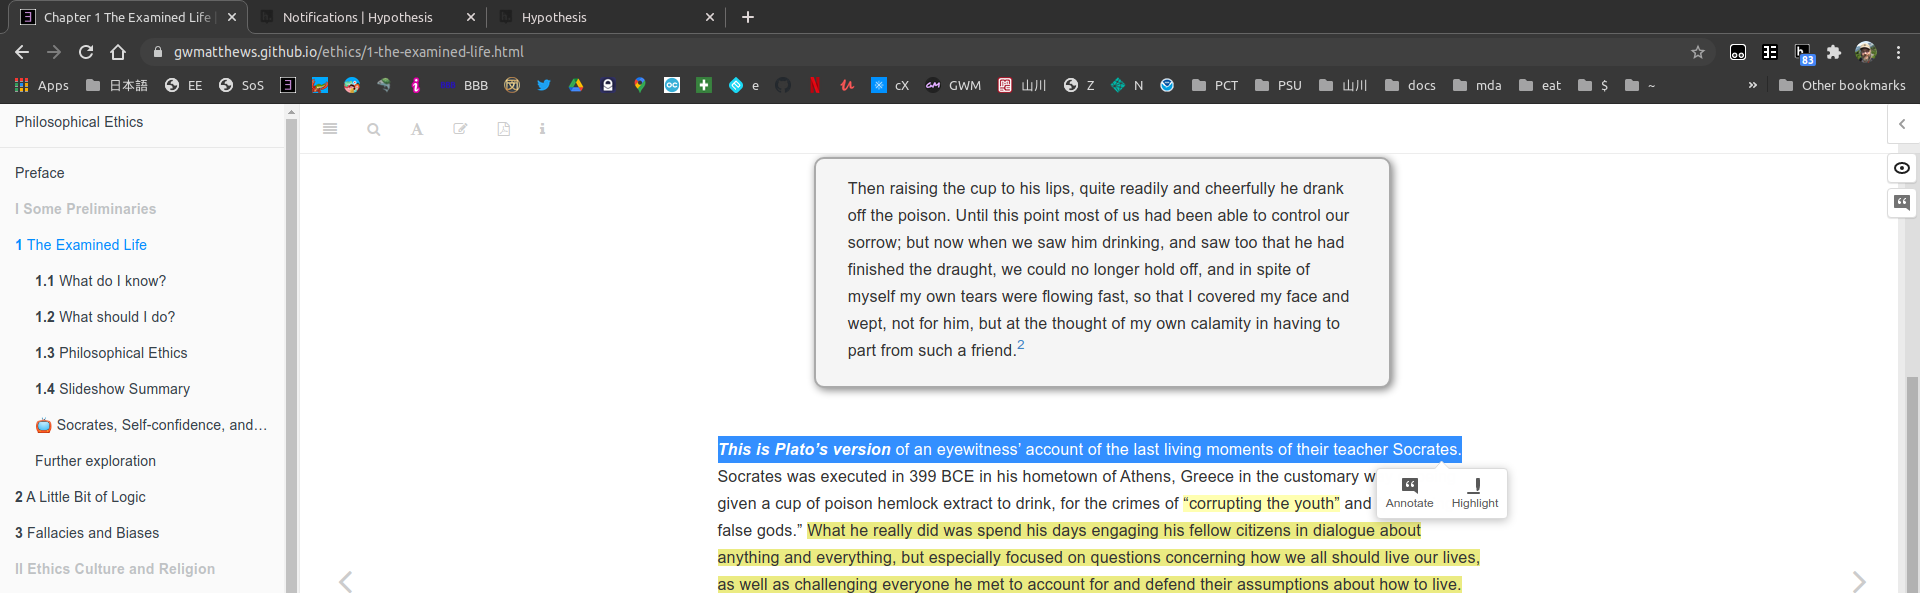 Chapter 1 The Examined Life
Notifications | Hypothesis
Hypothesis
gwmatthews.github.io/ethics/1-the-examined-life.html
83
Apps
日本語
EE
SoS
BBB
e
cX
GWM
山川
Z
N
PCT
PSU
山川
docs
mda
eat
$
~
»
Other bookmarks
Philosophical Ethics
Preface
I Some Preliminaries
1 The Examined Life
1.1 What do I know?
1.2 What should I do?
1.3 Philosophical Ethics
1.4 Slideshow Summary
Socrates, Self-confidence, and…
Further exploration
2 A Little Bit of Logic
3 Fallacies and Biases
II Ethics Culture and Religion
Then raising the cup to his lips, quite readily and cheerfully he drank
off the poison. Until this point most of us had been able to control our
sorrow; but now when we saw him drinking, and saw too that he had
finished the draught, we could no longer hold off, and in spite of
myself my own tears were flowing fast, so that I covered my face and
wept, not for him, but at the thought of my own calamity in having to
part from such a friend.2
This is Plato’s version of an eyewitness’ account of the last living moments of their teacher Socrates.
Socrates was executed in 399 BCE in his hometown of Athens, Greece in the customary w
given a cup of poison hemlock extract to drink, for the crimes of “corrupting the youth” and
false gods.” What he really did was spend his days engaging his fellow citizens in dialogue about
anything and everything, but especially focused on questions concerning how we all should live our lives,
as well as challenging everyone he met to account for and defend their assumptions about how to live.
Annotate
Highlight